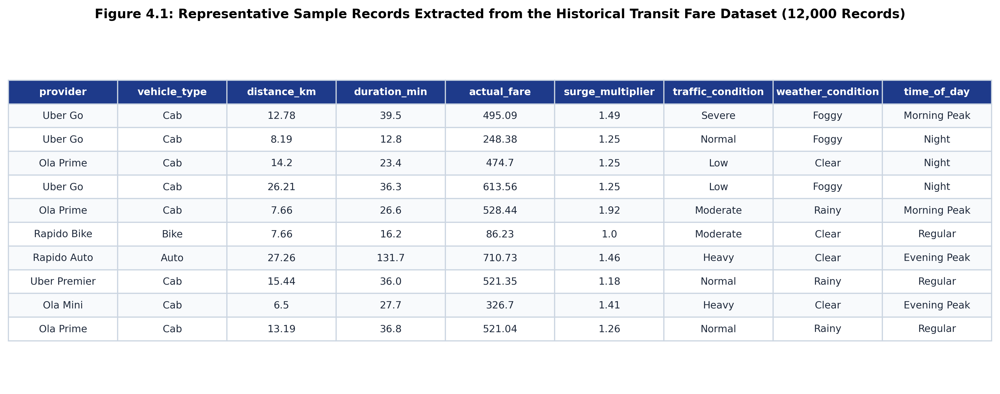 Figure 4.1: Representative Sample Records Extracted from the Historical Transit Fare Dataset (12,000 Records)
provider vehicle_type distance_km duration_min actual_fare surge_multiplier traffic_condition weather_condition time_of_day
Uber Go Cab 12.78 39.5 495.09 1.49 Severe Foggy Morning Peak
Uber Go Cab 8.19 12.8 248.38 1.25 Normal Foggy Night
Ola Prime Cab 14.2 23.4 474.7 1.25 Low Clear Night
Uber Go Cab 26.21 36.3 613.56 1.25 Low Foggy Night
Ola Prime Cab 7.66 26.6 528.44 1.92 Moderate Rainy Morning Peak
Rapido Bike Bike 7.66 16.2 86.23 1.0 Moderate Clear Regular
Rapido Auto Auto 27.26 131.7 710.73 1.46 Heavy Clear Evening Peak
Uber Premier Cab 15.44 36.0 521.35 1.18 Normal Rainy Regular
Ola Mini Cab 6.5 27.7 326.7 1.41 Heavy Clear Evening Peak
Ola Prime Cab 13.19 36.8 521.04 1.26 Normal Rainy Regular